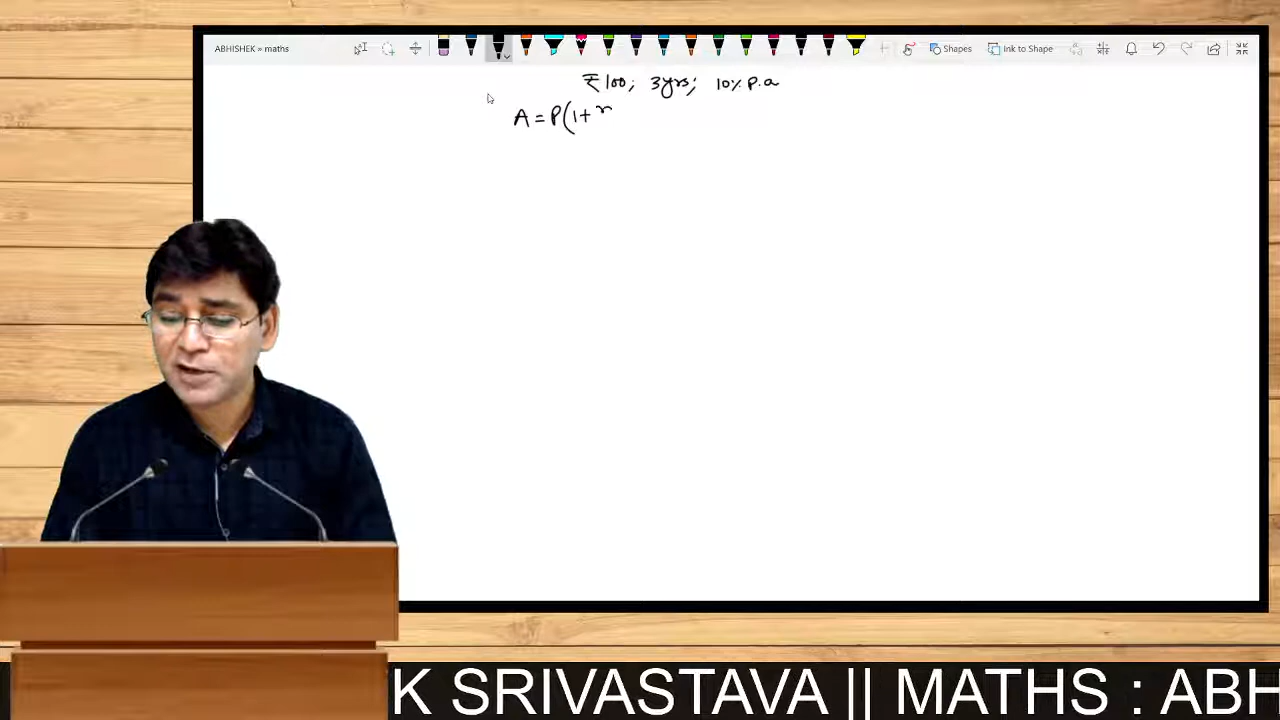 ABHISHEK » maths
Shapes
Ink to Shape
₹100; 3yrs; 10% P.a
A = P(1+ r
K SRIVASTAVA || MATHS : ABH